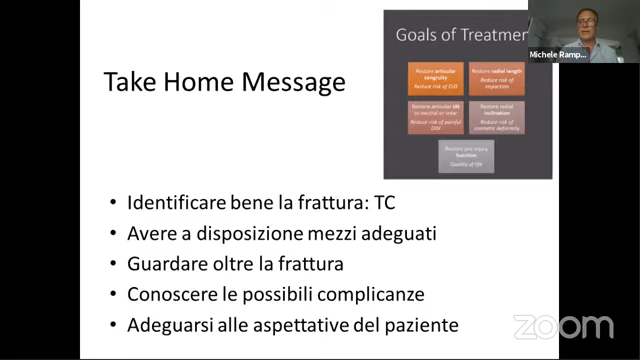 Goals of Treatmen
Michele Ramp...
Take Home Message
Restore articular
congruity
Reduce risk of DJD
Restore radial length
Reduce risk of
impaction
Restore articular tilt
to neutral or volar
Reduce risk of painful
Restore radial
inclination
Reduce risk of
cosmetic deformity
Restore pre injury
function
Quality of life
• Identificare bene la frattura: TC
• Avere a disposizione mezzi adeguati
• Guardare oltre la frattura
• Conoscere le possibili complicanze
• Adeguarsi alle aspettative del paziente
zoom